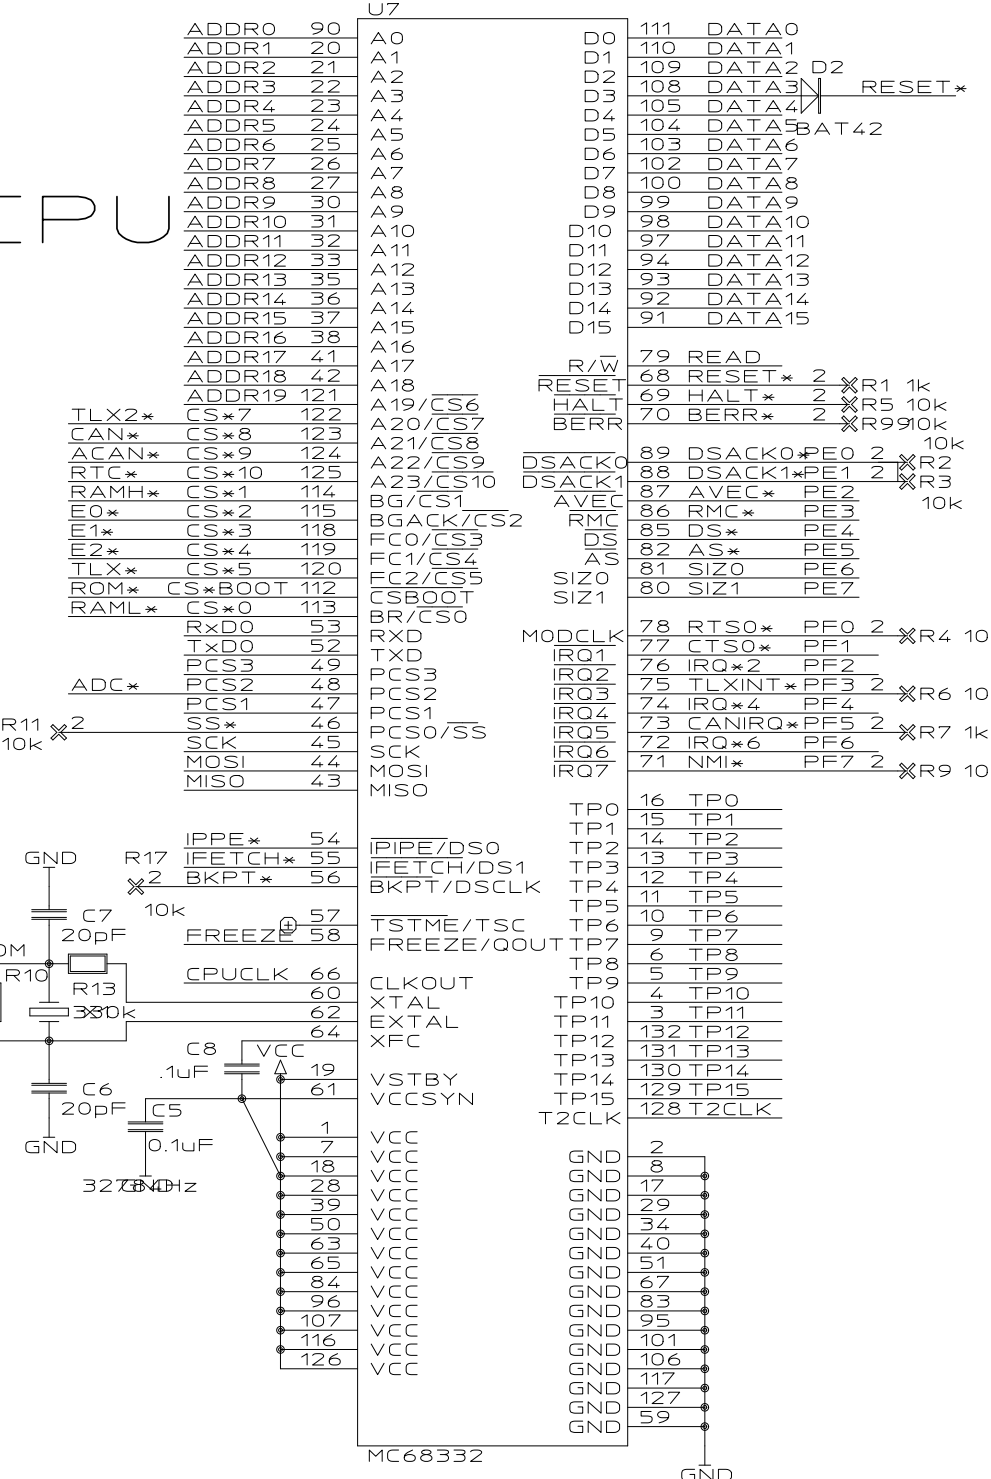 U7
CPU
ADDR0 90 A0
ADDR1 20 A1
ADDR2 21 A2
ADDR3 22 A3
ADDR4 23 A4
ADDR5 24 A5
ADDR6 25 A6
ADDR7 26 A7
ADDR8 27 A8
ADDR9 30 A9
ADDR10 31 A10
ADDR11 32 A11
ADDR12 33 A12
ADDR13 35 A13
ADDR14 36 A14
ADDR15 37 A15
ADDR16 38 A16
ADDR17 41 A17
ADDR18 42 A18
ADDR19 121 A19/CS6
TLX2* CS*7 122 A20/CS7
CAN* CS*8 123 A21/CS8
ACAN* CS*9 124 A22/CS9
RTC* CS*10 125 A23/CS10
RAMH* CS*1 114 BG/CS1
E0* CS*2 115 BGACK/CS2
E1* CS*3 118 FC0/CS3
E2* CS*4 119 FC1/CS4
TLX* CS*5 120 FC2/CS5
ROM* CS*BOOT 112 CSBOOT
RAML* CS*0 113 BR/CS0
RxD0 53 RXD
TxD0 52 TXD
PCS3 49 PCS3
ADC* PCS2 48 PCS2
PCS1 47 PCS1
R11 10k 2 SS* 46 PCS0/SS
SCK 45 SCK
MOSI 44 MOSI
MISO 43 MISO
IPPE* 54 IPIPE/DS0
IFETCH* 55 IFETCH/DS1
R17 10k 2 BKPT* 56 BKPT/DSCLK
57 TSTME/TSC
FREEZE 58 FREEZE/QOUT
CPUCLK 66 CLKOUT
60 XTAL
62 EXTAL
64 XFC
19 VSTBY
61 VCCSYN
1 VCC
7 VCC
18 VCC
28 VCC
39 VCC
50 VCC
63 VCC
65 VCC
84 VCC
96 VCC
107 VCC
116 VCC
126 VCC
GND
C7
20pF
R10
R13
C6
20pF
GND
C8
.1uF
VCC
C5
0.1uF
GND
D0 111 DATA0
D1 110 DATA1
D2 109 DATA2
D3 108 DATA3
D4 105 DATA4
D5 104 DATA5
D6 103 DATA6
D7 102 DATA7
D8 100 DATA8
D9 99 DATA9
D10 98 DATA10
D11 97 DATA11
D12 94 DATA12
D13 93 DATA13
D14 92 DATA14
D15 91 DATA15
D2
RESET*
BAT42
R/W 79 READ
RESET 68 RESET* 2 R1 1k
HALT 69 HALT* 2 R5 10k
BERR 70 BERR* 2 R99 10k
10k
DSACK0 89 DSACK0* PE0 2 R2
DSACK1 88 DSACK1* PE1 2 R3
10k
AVEC 87 AVEC* PE2
RMC 86 RMC* PE3
DS 85 DS* PE4
AS 82 AS* PE5
SIZ0 81 SIZ0 PE6
SIZ1 80 SIZ1 PE7
MODCLK 78 RTS0* PF0 2 R4 10
IRQ1 77 CTS0* PF1
IRQ2 76 IRQ*2 PF2
IRQ3 75 TLXINT* PF3 2 R6 10
IRQ4 74 IRQ*4 PF4
IRQ5 73 CANIRQ* PF5 2 R7 1k
IRQ6 72 IRQ*6 PF6
IRQ7 71 NMI* PF7 2 R9 10
TP0 16 TP0
TP1 15 TP1
TP2 14 TP2
TP3 13 TP3
TP4 12 TP4
TP5 11 TP5
TP6 10 TP6
TP7 9 TP7
TP8 6 TP8
TP9 5 TP9
TP10 4 TP10
TP11 3 TP11
TP12 132 TP12
TP13 131 TP13
TP14 130 TP14
TP15 129 TP15
T2CLK 128 T2CLK
GND 2
GND 8
GND 17
GND 29
GND 34
GND 40
GND 51
GND 67
GND 83
GND 95
GND 101
GND 106
GND 117
GND 127
GND 59
MC68332
GND